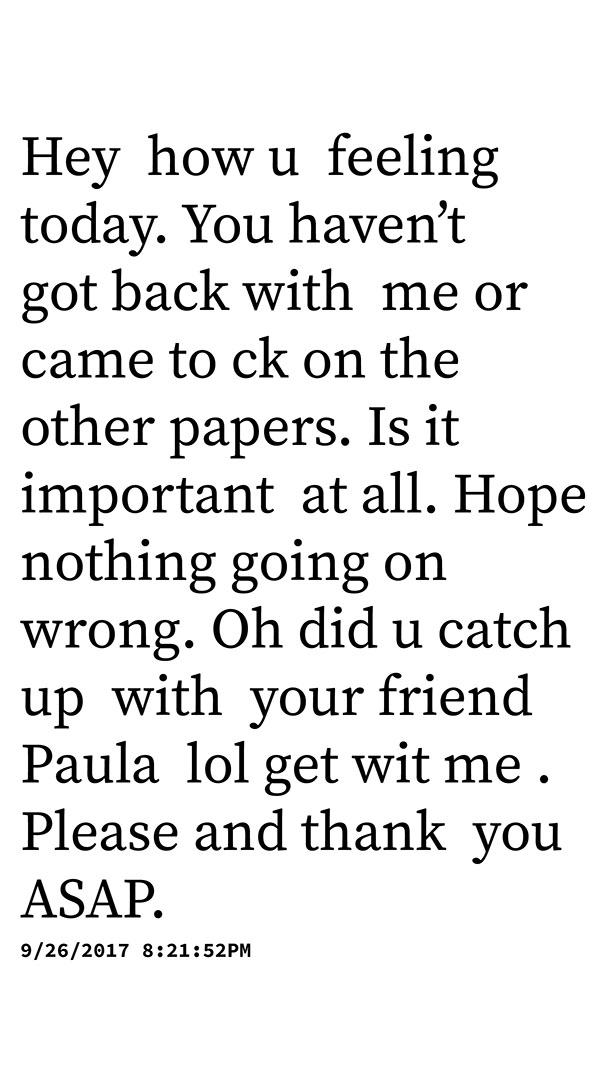 Hey  how u  feeling
today. You haven’t
got back with  me or
came to ck on the
other papers. Is it
important  at all. Hope
nothing going on
wrong. Oh did u catch
up  with  your friend
Paula  lol get wit me .
Please and thank  you
ASAP.
9/26/2017 8:21:52PM